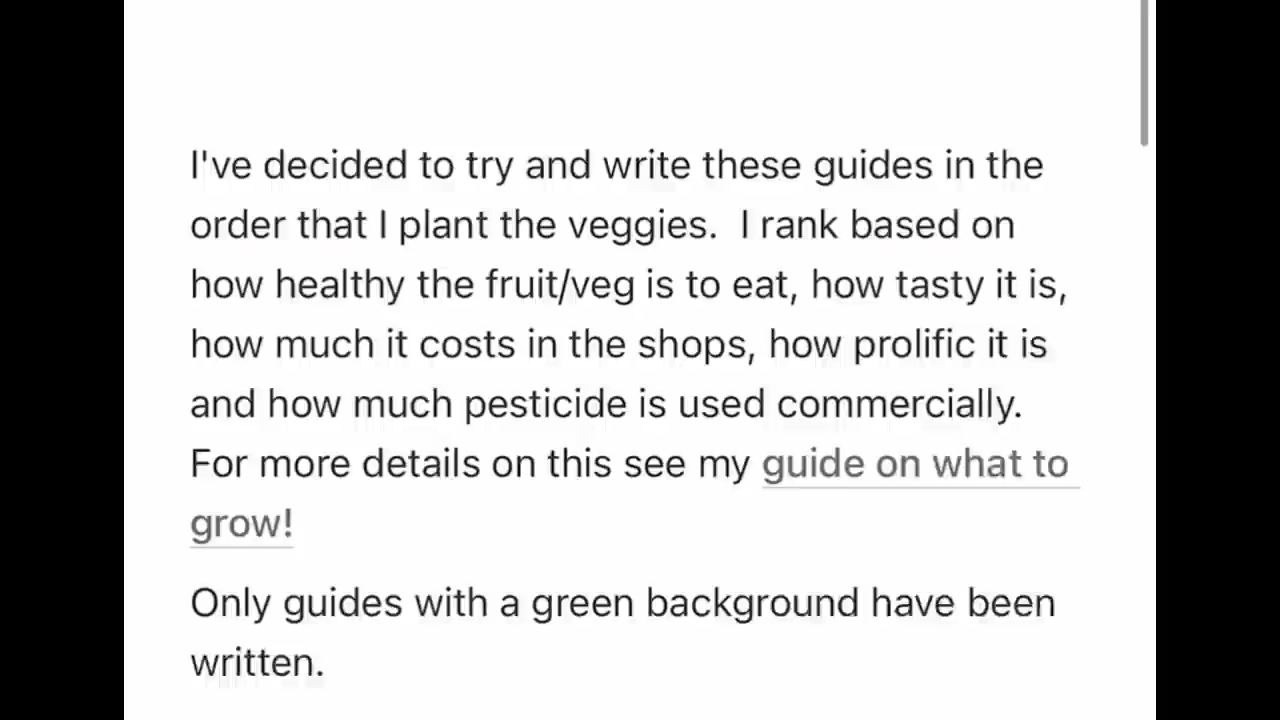 I've decided to try and write these guides in the
order that I plant the veggies.  I rank based on
how healthy the fruit/veg is to eat, how tasty it is,
how much it costs in the shops, how prolific it is
and how much pesticide is used commercially.
For more details on this see my guide on what to
grow!
Only guides with a green background have been
written.